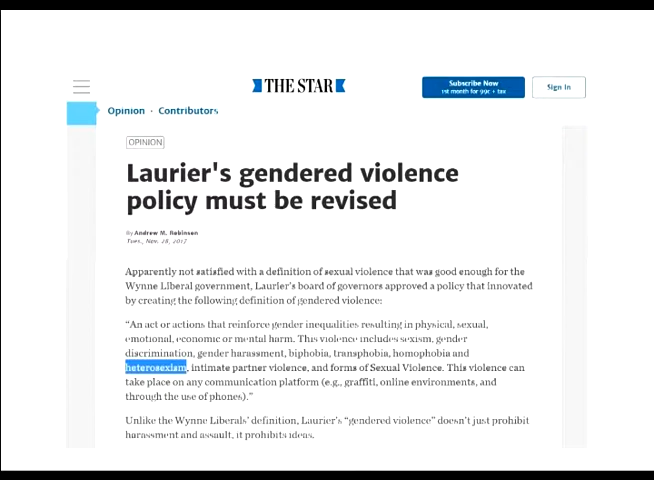 THE STAR
Subscribe Now
1st month for 99¢ + tax
Sign In
Opinion · Contributors
OPINION
Laurier's gendered violence
policy must be revised
By Andrew M. Robinson
Tues., Nov. 28, 2017
Apparently not satisfied with a definition of sexual violence that was good enough for the
Wynne Liberal government, Laurier's board of governors approved a policy that innovated
by creating the following definition of gendered violence:
“An act or actions that reinforce gender inequalities resulting in physical, sexual,
emotional, economic or mental harm. This violence includes sexism, gender
discrimination, gender harassment, biphobia, transphobia, homophobia and
heterosexism, intimate partner violence, and forms of Sexual Violence. This violence can
take place on any communication platform (e.g., graffiti, online environments, and
through the use of phones).”
Unlike the Wynne Liberals' definition, Laurier's “gendered violence” doesn't just prohibit
harassment and assault, it prohibits ideas.